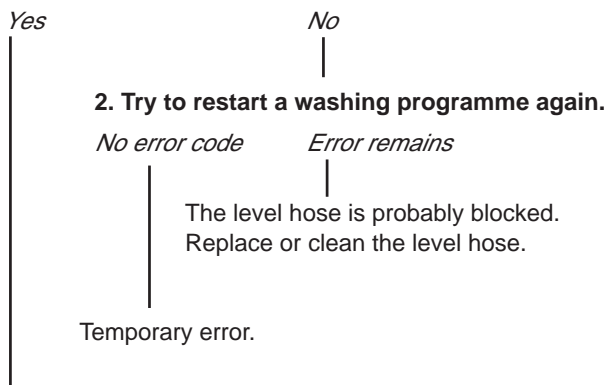 Yes No
2. Try to restart a washing programme again.
No error code Error remains
The level hose is probably blocked.
Replace or clean the level hose.
Temporary error.